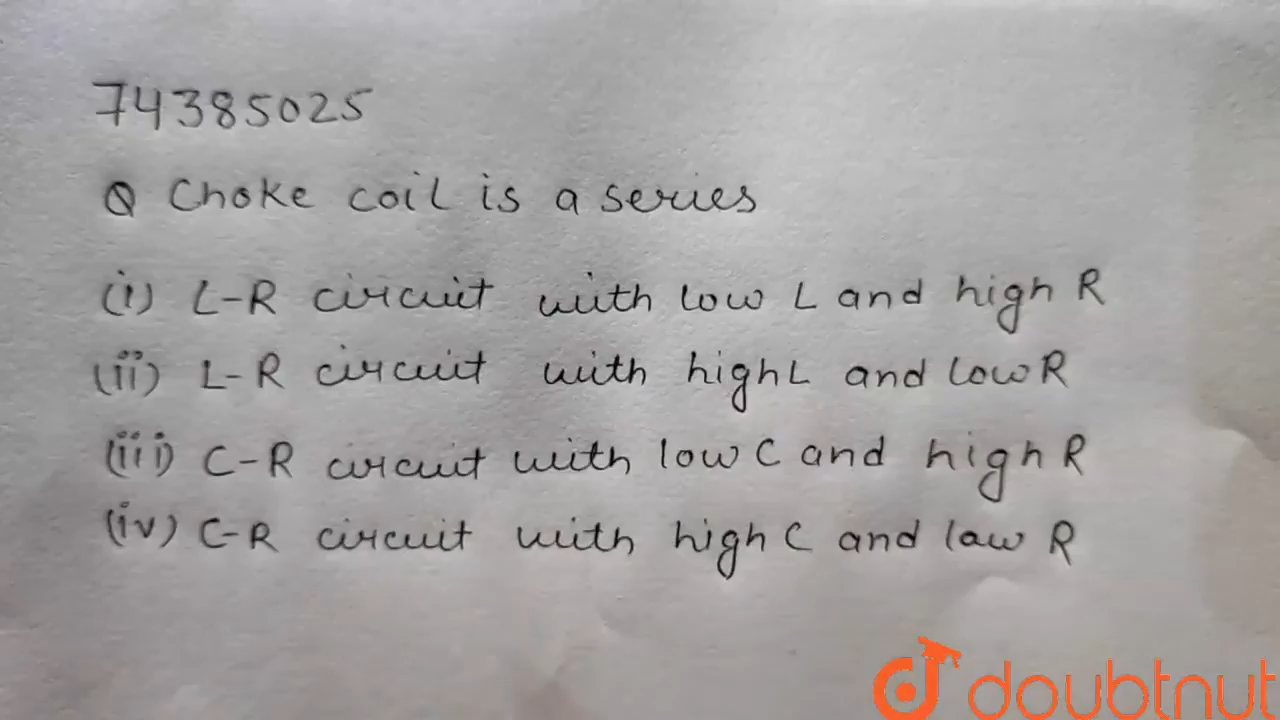 74385025
Q Choke coil is a series
(i) L-R circuit with low L and high R
(ii) L-R circuit with high L and low R
(iii) C-R circuit with low C and high R
(iv) C-R circuit with high C and law R
doubtnut